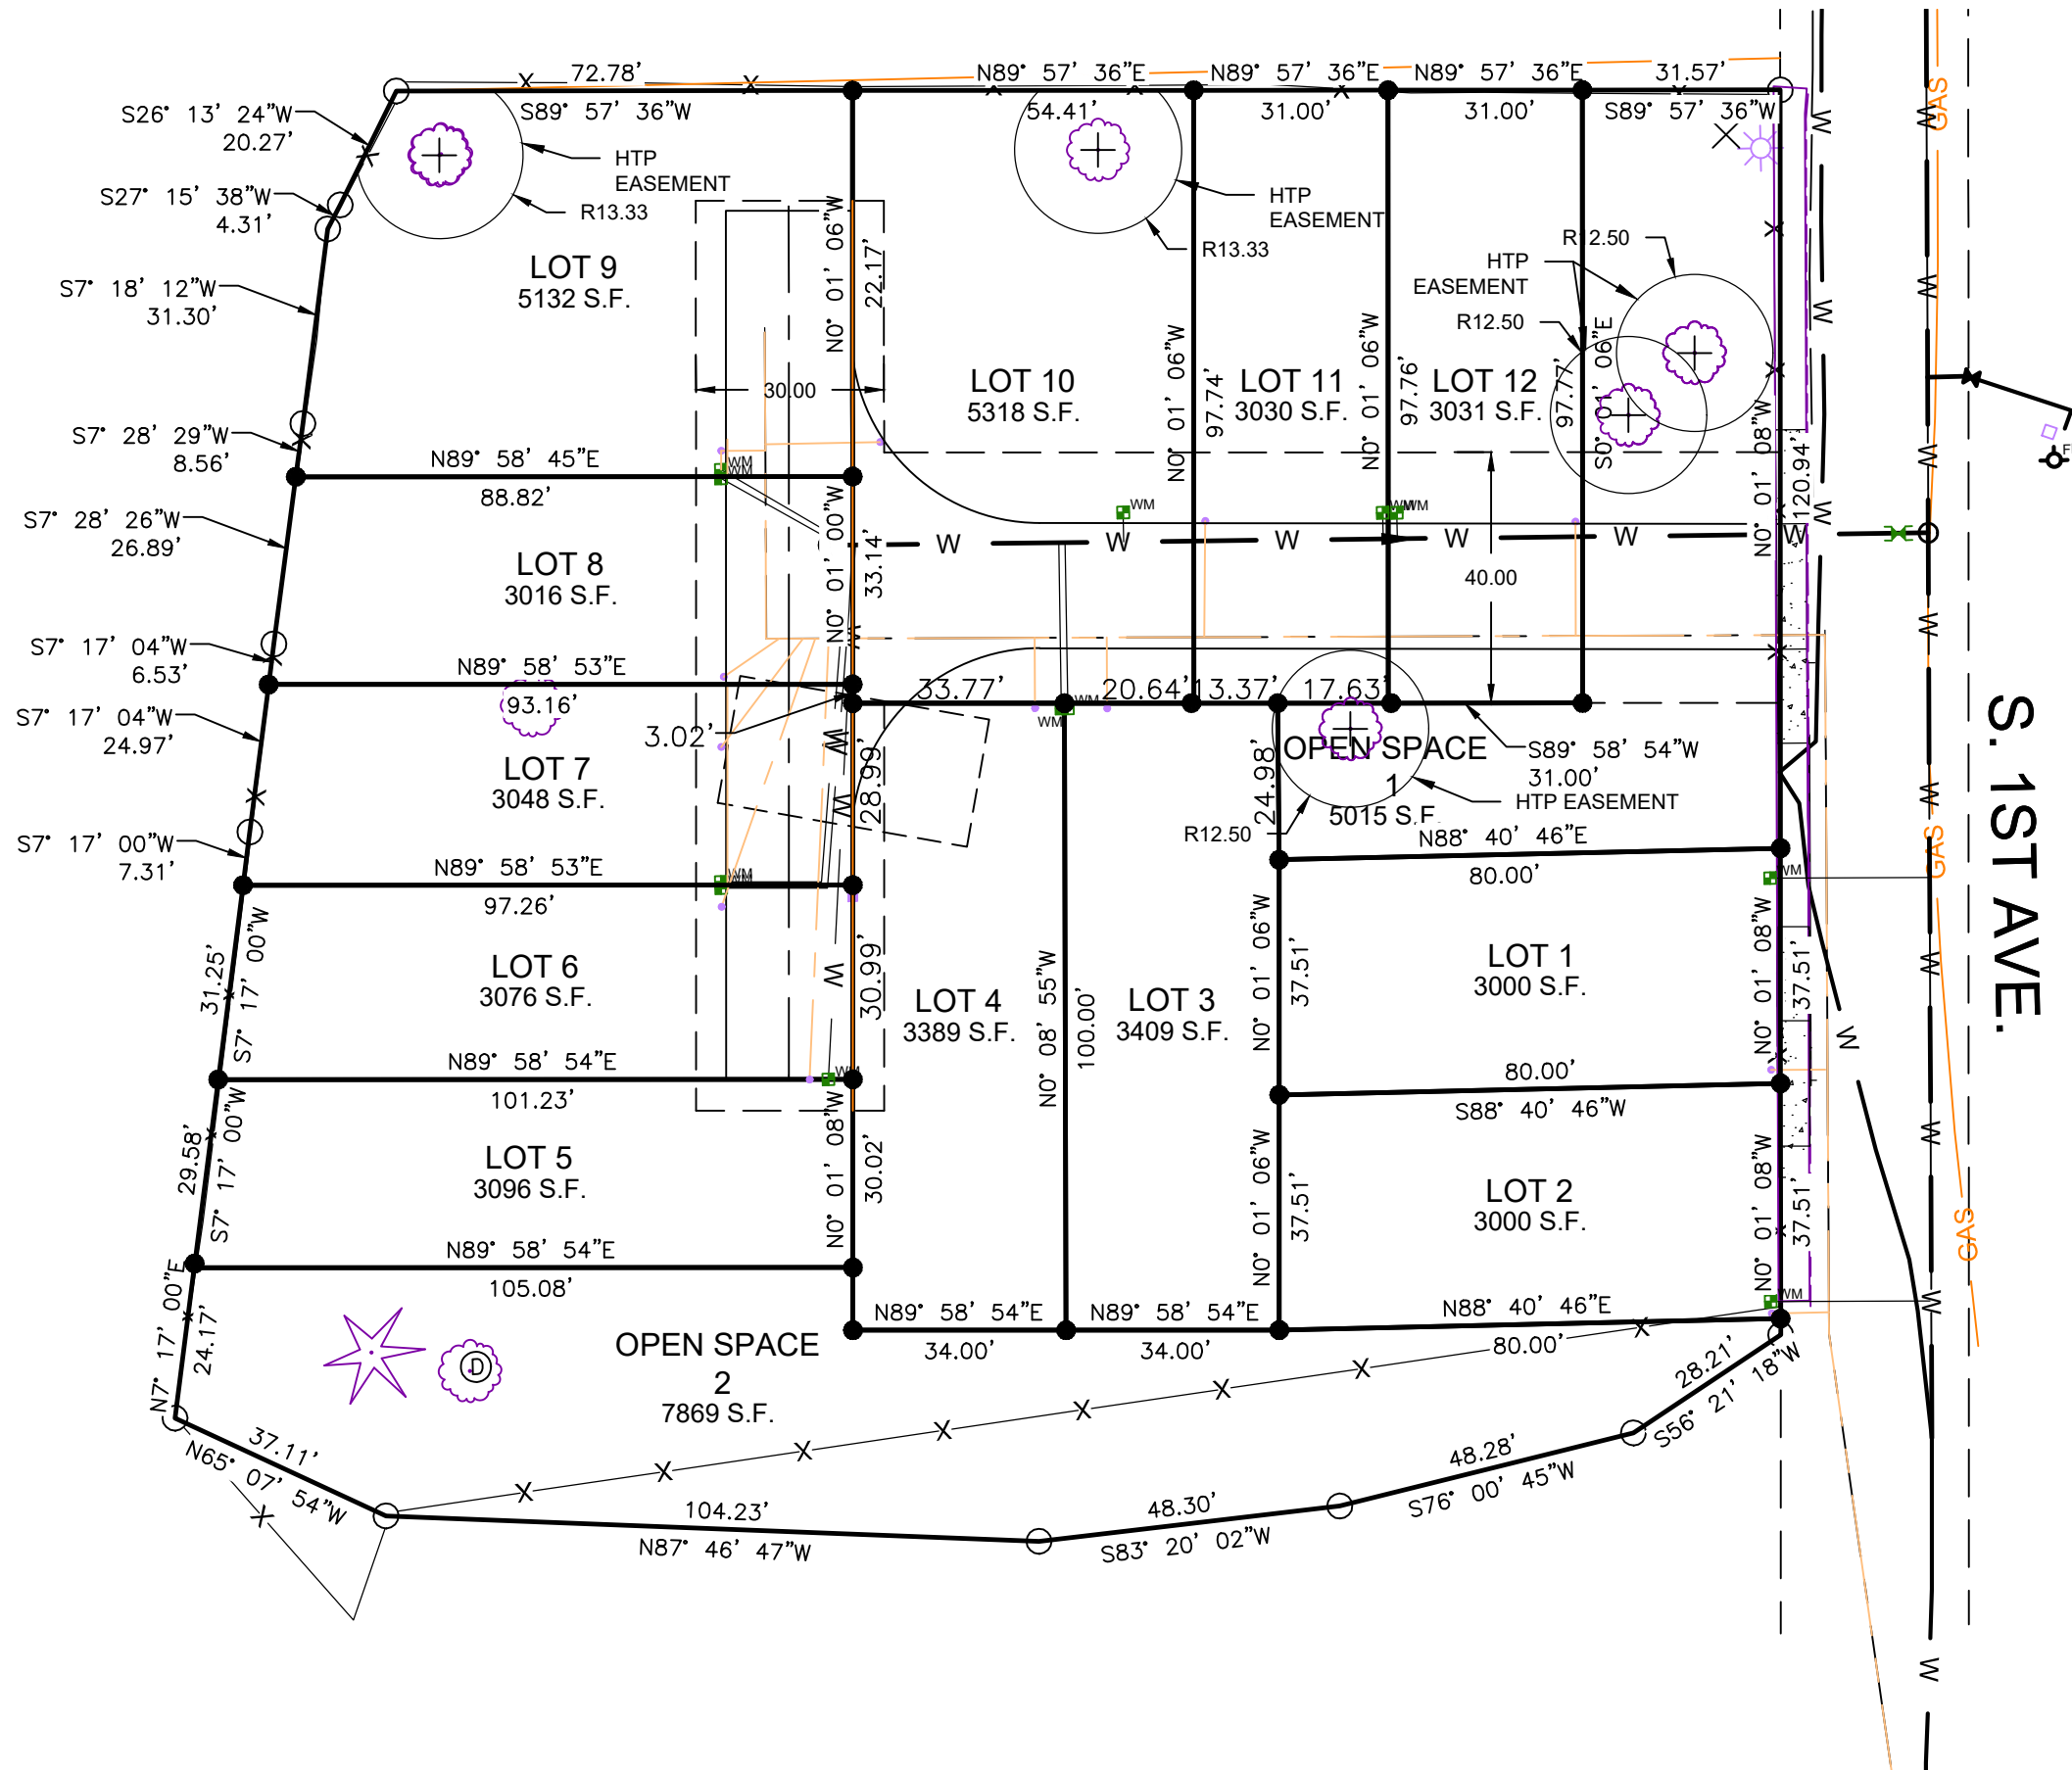 72.78'
S89° 57' 36"W
N89° 57' 36"E
54.41'
N89° 57' 36"E
31.00'
N89° 57' 36"E
31.00'
31.57'
S89° 57' 36"W
S26° 13' 24"W
20.27'
S27° 15' 38"W
4.31'
S7° 18' 12"W
31.30'
S7° 28' 29"W
8.56'
S7° 28' 26"W
26.89'
S7° 17' 04"W
6.53'
S7° 17' 04"W
24.97'
S7° 17' 00"W
7.31'
HTP
EASEMENT
R13.33
HTP
EASEMENT
R13.33
R12.50
HTP
EASEMENT
R12.50
LOT 9
5132 S.F.
N0° 01' 06"W
22.17'
30.00
LOT 10
5318 S.F.
N0° 01' 06"W
97.74'
LOT 11
3030 S.F.
N0° 01' 06"W
97.76'
LOT 12
3031 S.F.
97.77'
S0° 01' 06"E
N0° 01' 08"W
120.94'
N89° 58' 45"E
88.82'
WM
WM
WM
WM
WM
LOT 8
3016 S.F.
N0° 01' 00"W
33.14'
W W W W W W
40.00
N89° 58' 53"E
93.16'
3.02'
33.77'
20.64'
13.37'
17.63'
WM
WM
LOT 7
3048 S.F.
28.99'
24.98'
OPEN SPACE
1
5015 S.F.
S89° 58' 54"W
31.00'
HTP EASEMENT
R12.50
N88° 40' 46"E
80.00'
N89° 58' 53"E
97.26'
WM
WM
WM
31.25'
S7° 17' 00"W
LOT 6
3076 S.F.
30.99'
LOT 4
3389 S.F.
N0° 08' 55"W
100.00'
LOT 3
3409 S.F.
N0° 01' 06"W
37.51'
LOT 1
3000 S.F.
N0° 01' 08"W
37.51'
N89° 58' 54"E
101.23'
WM
80.00'
S88° 40' 46"W
29.58'
S7° 17' 00"W
LOT 5
3096 S.F.
N0° 01' 08"W
30.02'
N0° 01' 06"W
37.51'
LOT 2
3000 S.F.
N0° 01' 08"W
37.51'
N89° 58' 54"E
105.08'
N7° 17' 00"E
24.17'
N89° 58' 54"E
34.00'
N89° 58' 54"E
34.00'
N88° 40' 46"E
80.00'
WM
D
OPEN SPACE
2
7869 S.F.
37.11'
N65° 07' 54"W
104.23'
N87° 46' 47"W
48.30'
S83° 20' 02"W
48.28'
S76° 00' 45"W
28.21'
S56° 21' 18"W
GAS
GAS
GAS
F
S. 1ST AVE.